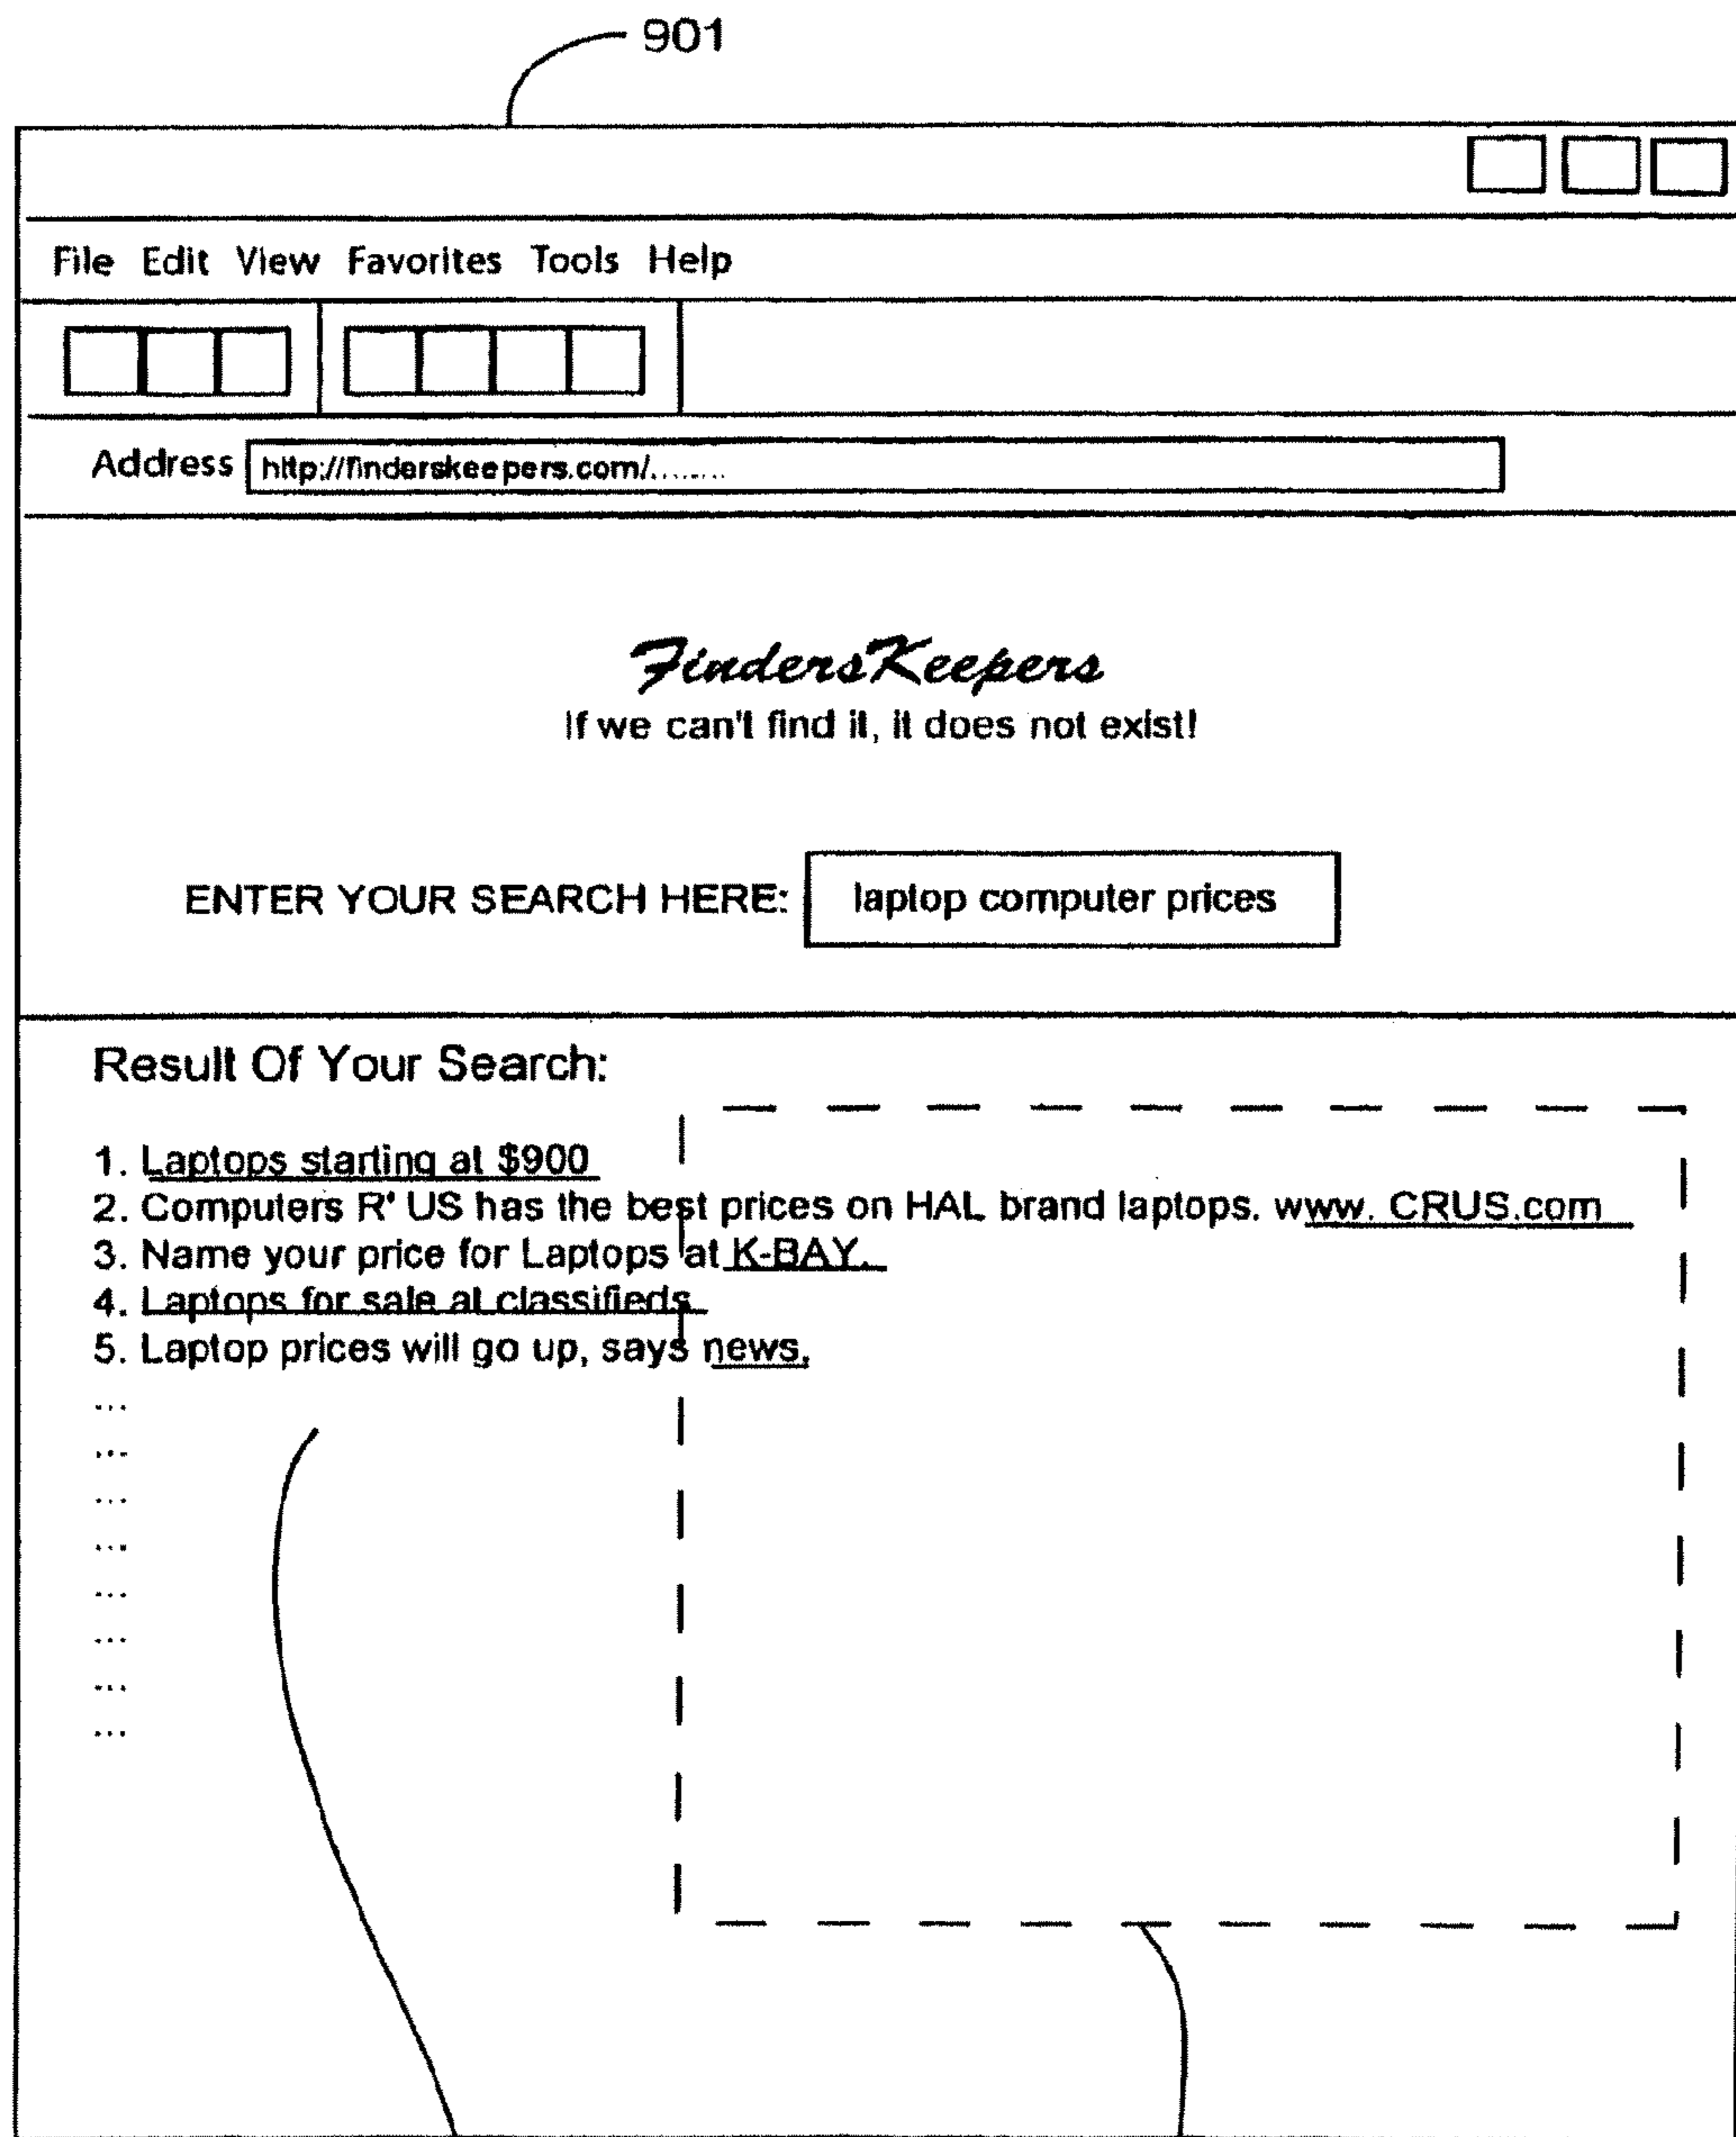 901
File Edit View Favorites Tools Help
Address http://finderskeepers.com/........
FindersKeepers
If we can't find it, it does not exist!
ENTER YOUR SEARCH HERE: laptop computer prices
Result Of Your Search:
1. Laptops starting at $900
2. Computers R' US has the best prices on HAL brand laptops. www. CRUS.com
3. Name your price for Laptops at K-BAY.
4. Laptops for sale at classifieds
5. Laptop prices will go up, says news.
...
...
...
...
...
...
...
...